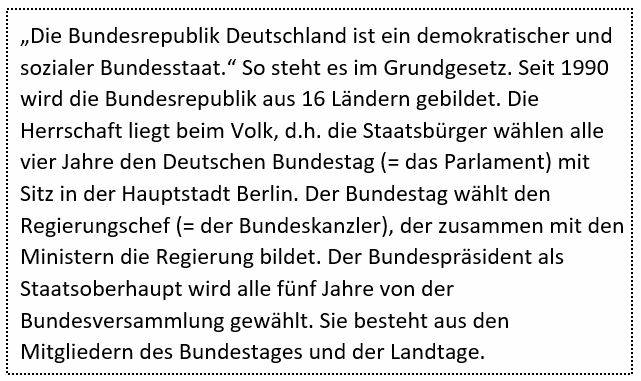 „Die Bundesrepublik Deutschland ist ein demokratischer und
sozialer Bundesstaat.“ So steht es im Grundgesetz. Seit 1990
wird die Bundesrepublik aus 16 Ländern gebildet. Die
Herrschaft liegt beim Volk, d.h. die Staatsbürger wählen alle
vier Jahre den Deutschen Bundestag (= das Parlament) mit
Sitz in der Hauptstadt Berlin. Der Bundestag wählt den
Regierungschef (= der Bundeskanzler), der zusammen mit den
Ministern die Regierung bildet. Der Bundespräsident als
Staatsoberhaupt wird alle fünf Jahre von der
Bundesversammlung gewählt. Sie besteht aus den
Mitgliedern des Bundestages und der Landtage.